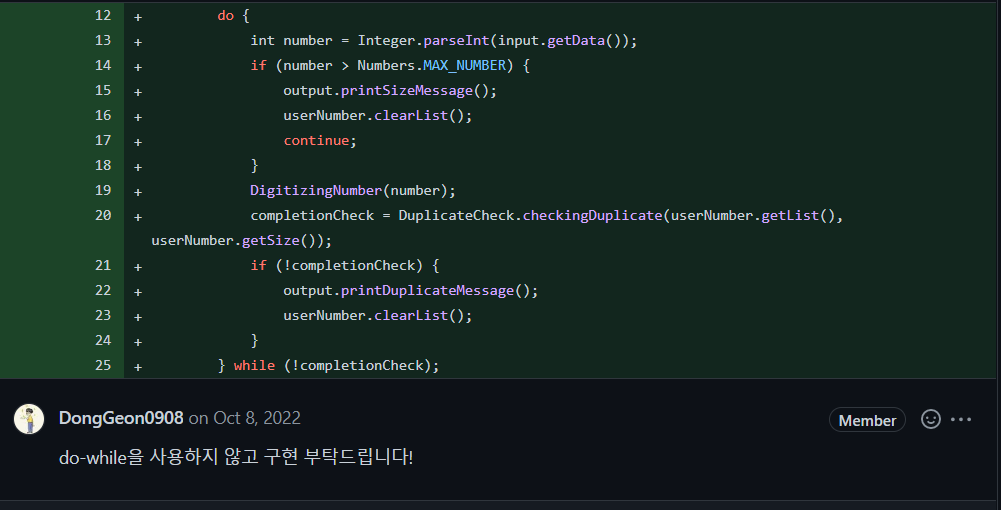 12 + do {
13 + int number = Integer.parseInt(input.getData());
14 + if (number > Numbers.MAX_NUMBER) {
15 + output.printSizeMessage();
16 + userNumber.clearList();
17 + continue;
18 + }
19 + DigitizingNumber(number);
20 + completionCheck = DuplicateCheck.checkingDuplicate(userNumber.getList(),
userNumber.getSize());
21 + if (!completionCheck) {
22 + output.printDuplicateMessage();
23 + userNumber.clearList();
24 + }
25 + } while (!completionCheck);
DongGeon0908 on Oct 8, 2022 Member
do-while을 사용하지 않고 구현 부탁드립니다!